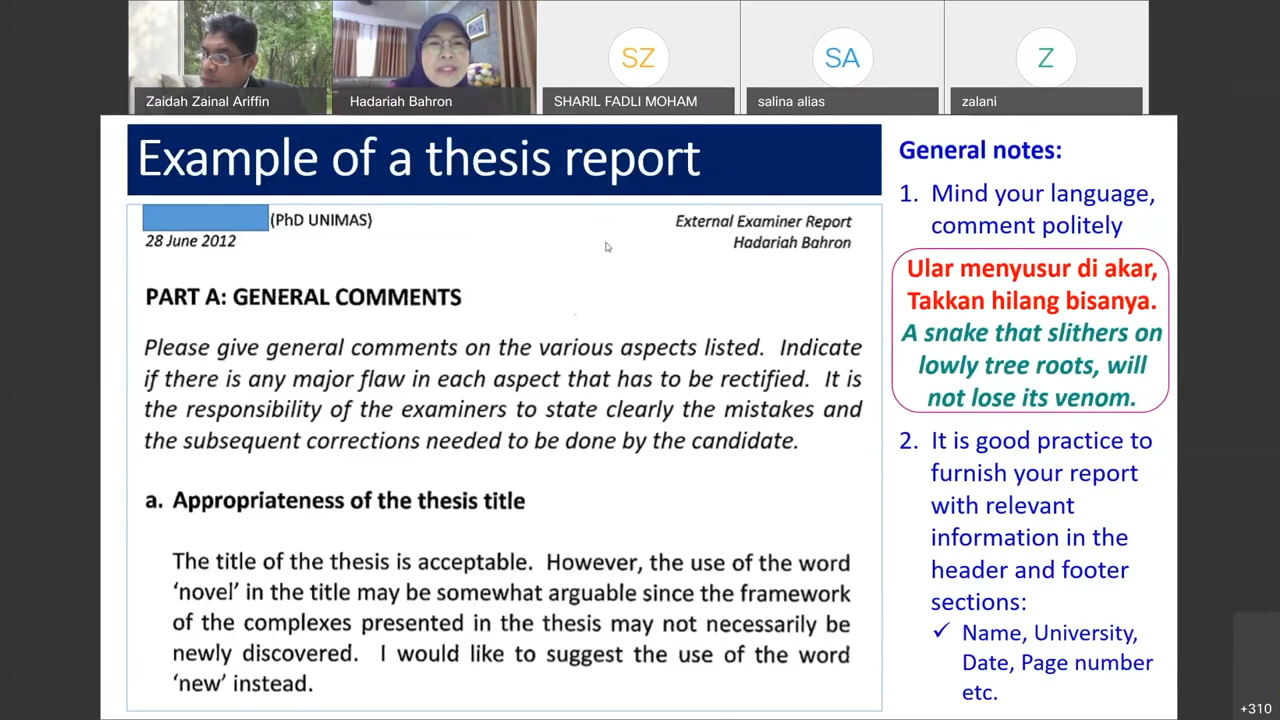 Zaidah Zainal Ariffin
Hadariah Bahron
SZ
SHARIL FADLI MOHAM
SA
salina alias
Z
zalani
Example of a thesis report
(PhD UNIMAS)
28 June 2012
External Examiner Report
Hadariah Bahron
PART A: GENERAL COMMENTS
Please give general comments on the various aspects listed. Indicate
if there is any major flaw in each aspect that has to be rectified. It is
the responsibility of the examiners to state clearly the mistakes and
the subsequent corrections needed to be done by the candidate.
a. Appropriateness of the thesis title
The title of the thesis is acceptable. However, the use of the word
‘novel’ in the title may be somewhat arguable since the framework
of the complexes presented in the thesis may not necessarily be
newly discovered. I would like to suggest the use of the word
‘new’ instead.
General notes:
1. Mind your language,
comment politely
Ular menyusur di akar,
Takkan hilang bisanya.
A snake that slithers on
lowly tree roots, will
not lose its venom.
2. It is good practice to
furnish your report
with relevant
information in the
header and footer
sections:
✓ Name, University,
Date, Page number
etc.
+310